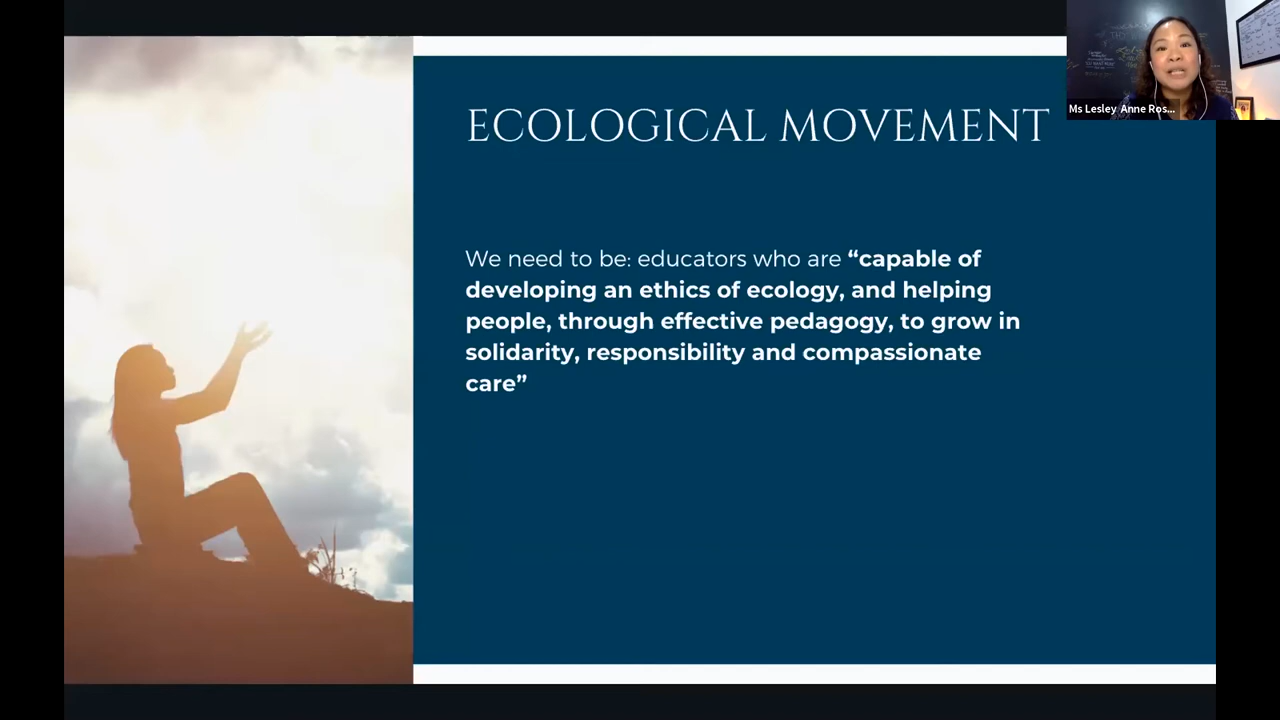 ECOLOGICAL MOVEMENT
We need to be: educators who are “capable of
developing an ethics of ecology, and helping
people, through effective pedagogy, to grow in
solidarity, responsibility and compassionate
care”
Ms Lesley Anne Ros...